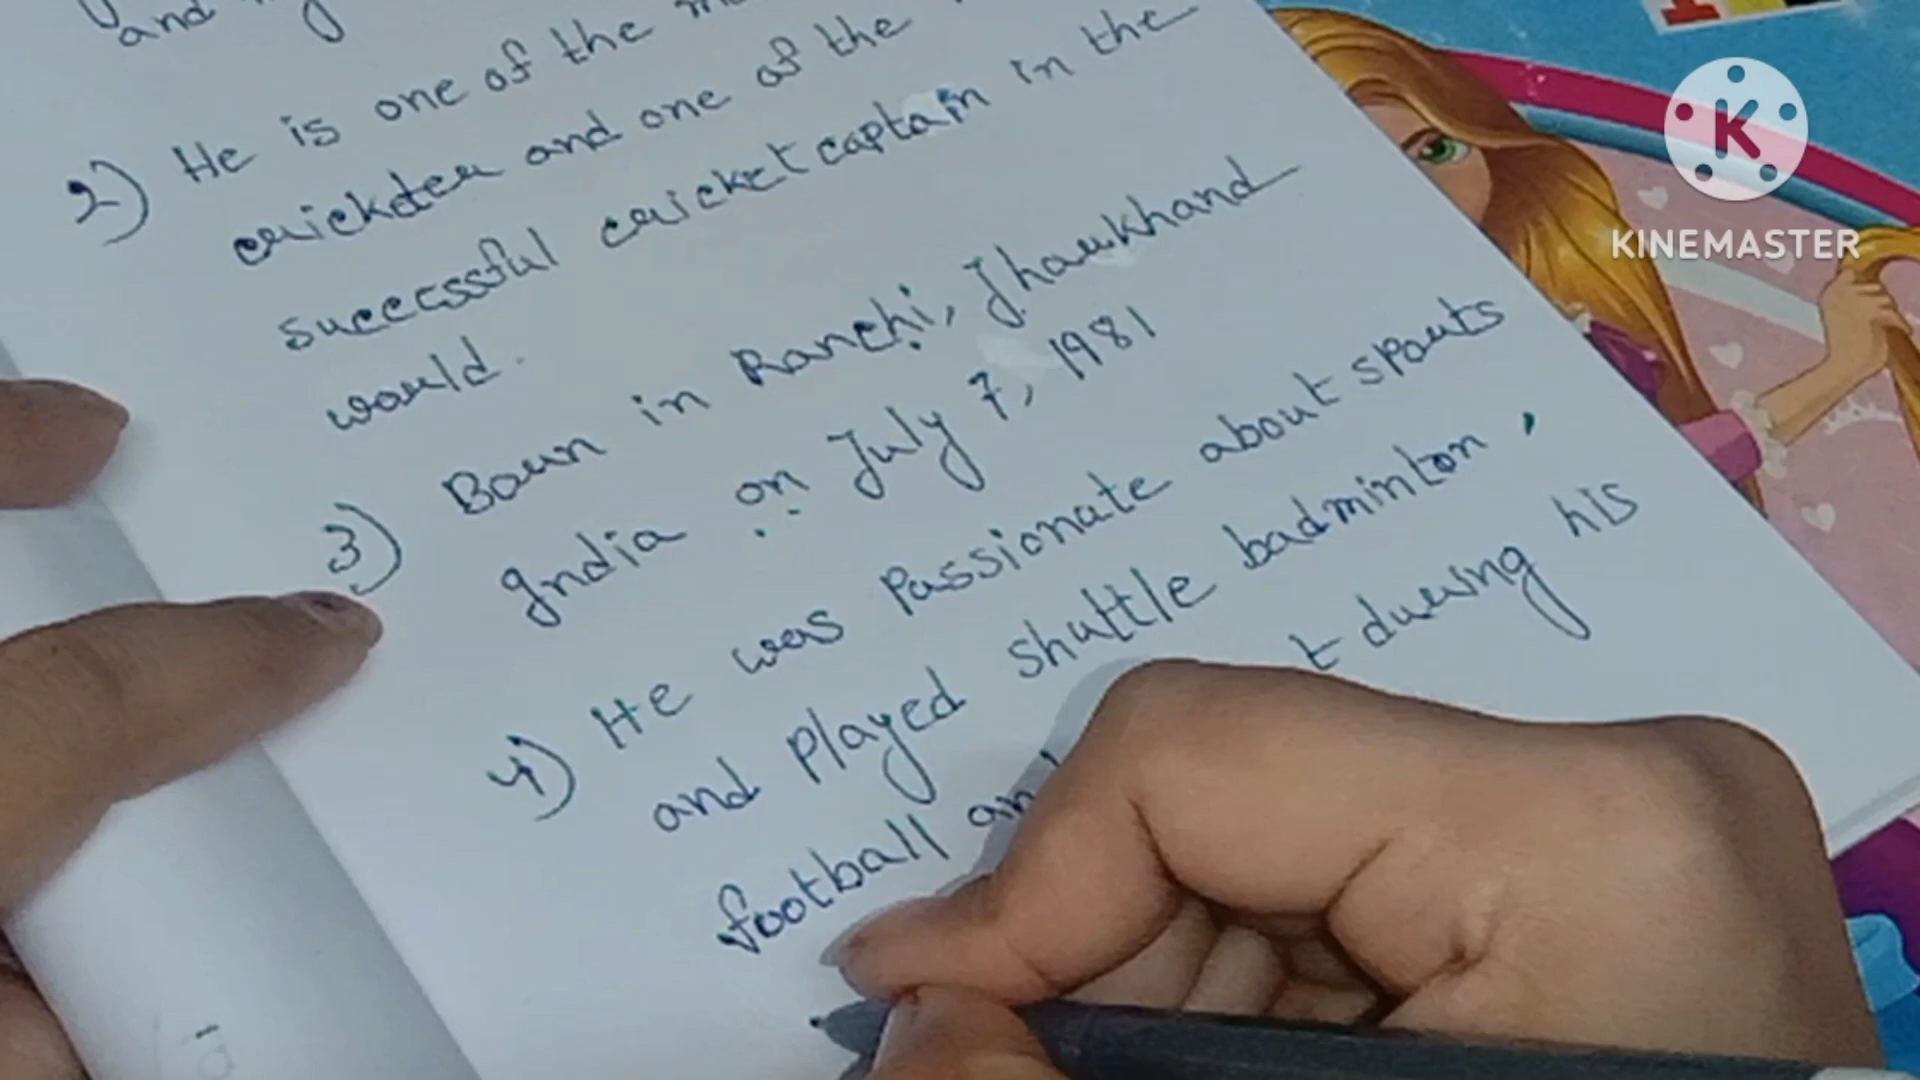 and
2) He is one of the
cricketer and one of the
successful cricket captain in the
world.
3) Born in Ranchi, Jharkhand
India on July 7, 1981
4) He was Passionate about sports
and Played shuttle badminton,
football an t during his
KINEMASTER